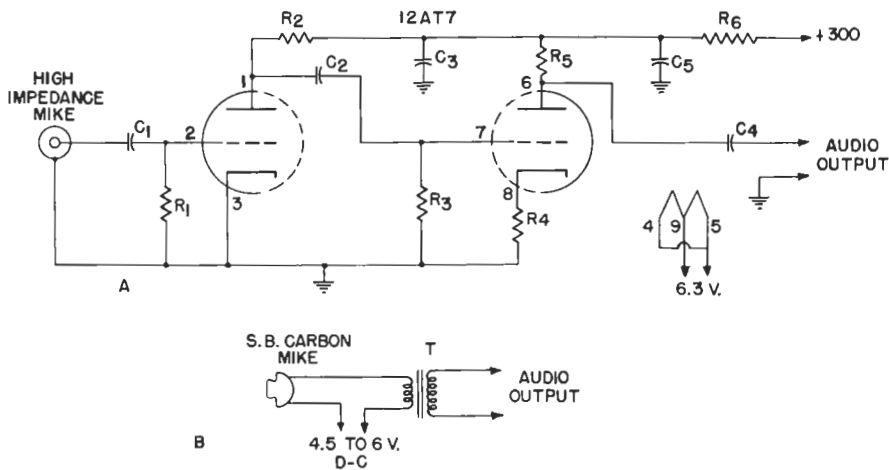 12AT7
R2
R6
+300
C3
R5
C5
1
C2
6
HIGH
IMPEDANCE
MIKE
C1
2
7
C4
AUDIO
OUTPUT
R1
3
R3
8
R4
4
9
5
6.3 V.
A
S.B. CARBON
MIKE
T
AUDIO
OUTPUT
4.5 TO 6 V.
D-C
B